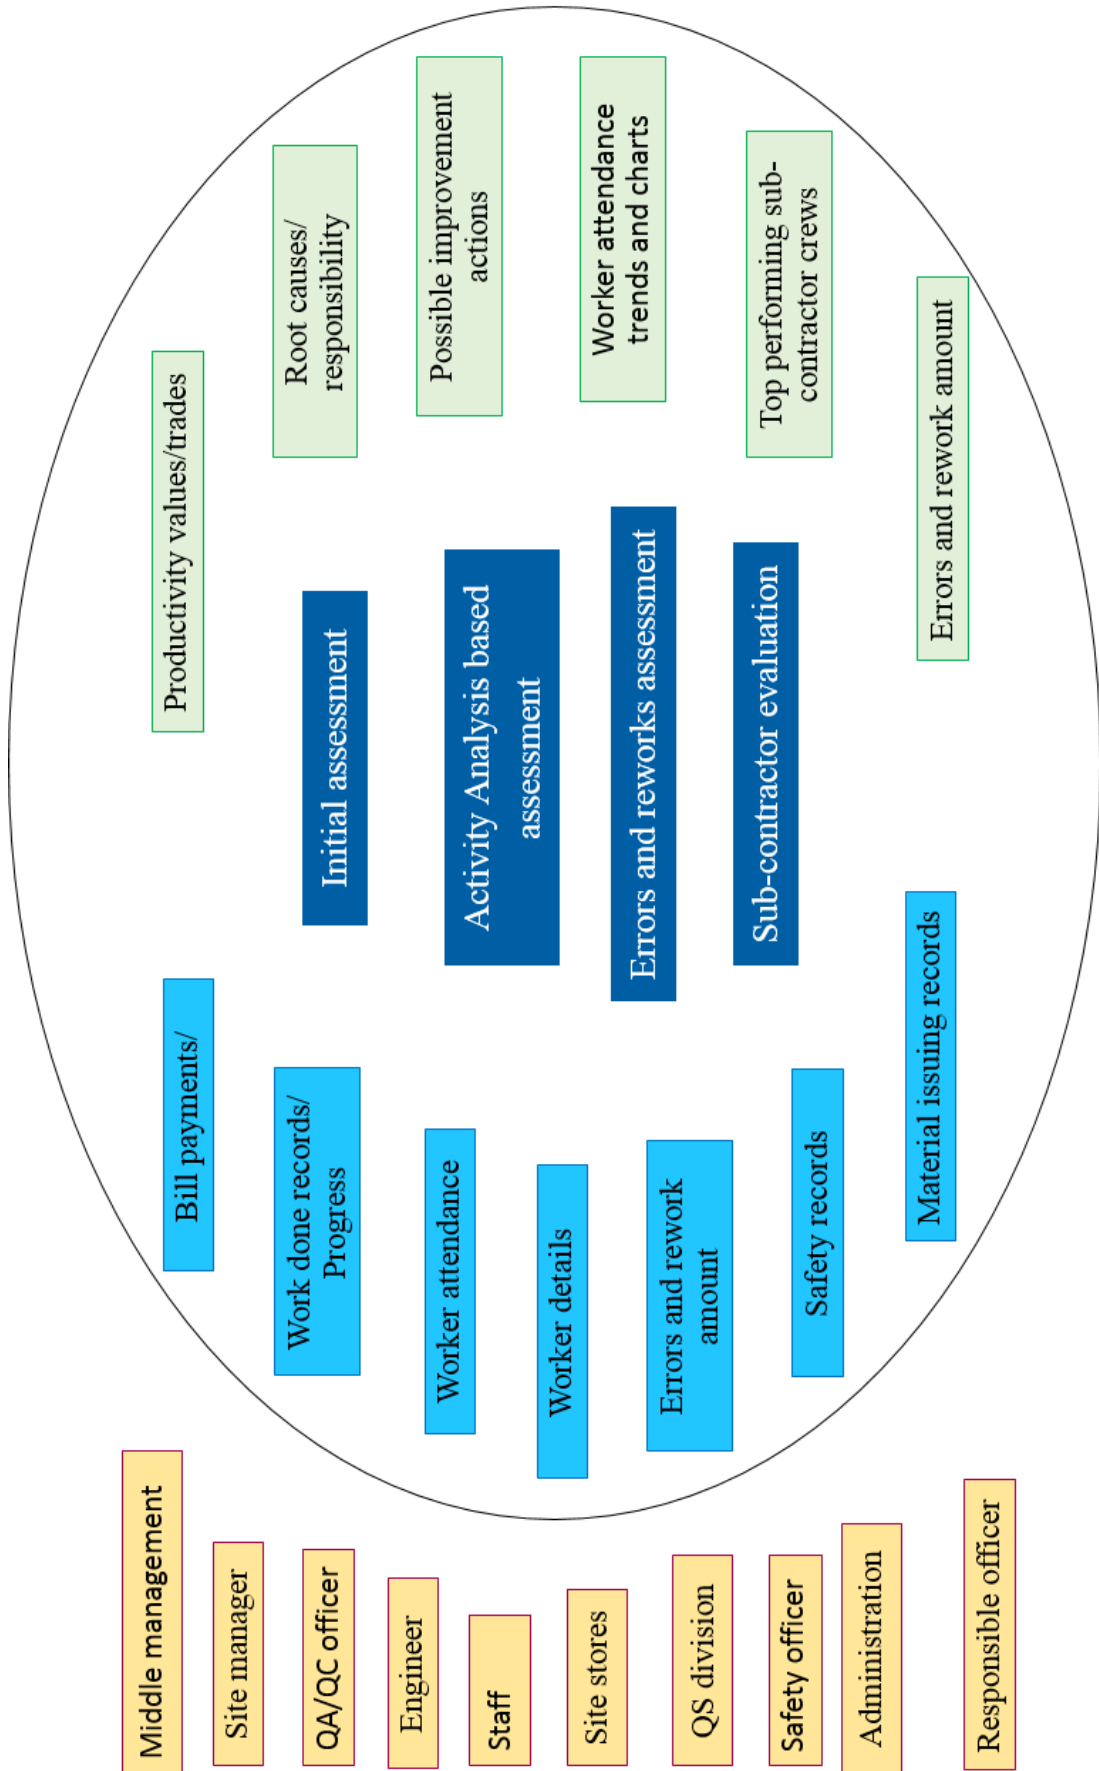 Middle management
Site manager
QA/QC officer
Engineer
Staff
Site stores
QS division
Safety officer
Administration
Responsible officer
Bill payments/
Work done records/
Progress
Worker attendance
Worker details
Errors and rework
amount
Safety records
Material issuing records
Initial assessment
Activity Analysis based
assessment
Errors and reworks assessment
Sub-contractor evaluation
Productivity values/trades
Root causes/
responsibility
Possible improvement
actions
Worker attendance
trends and charts
Top performing sub-
contractor crews
Errors and rework amount